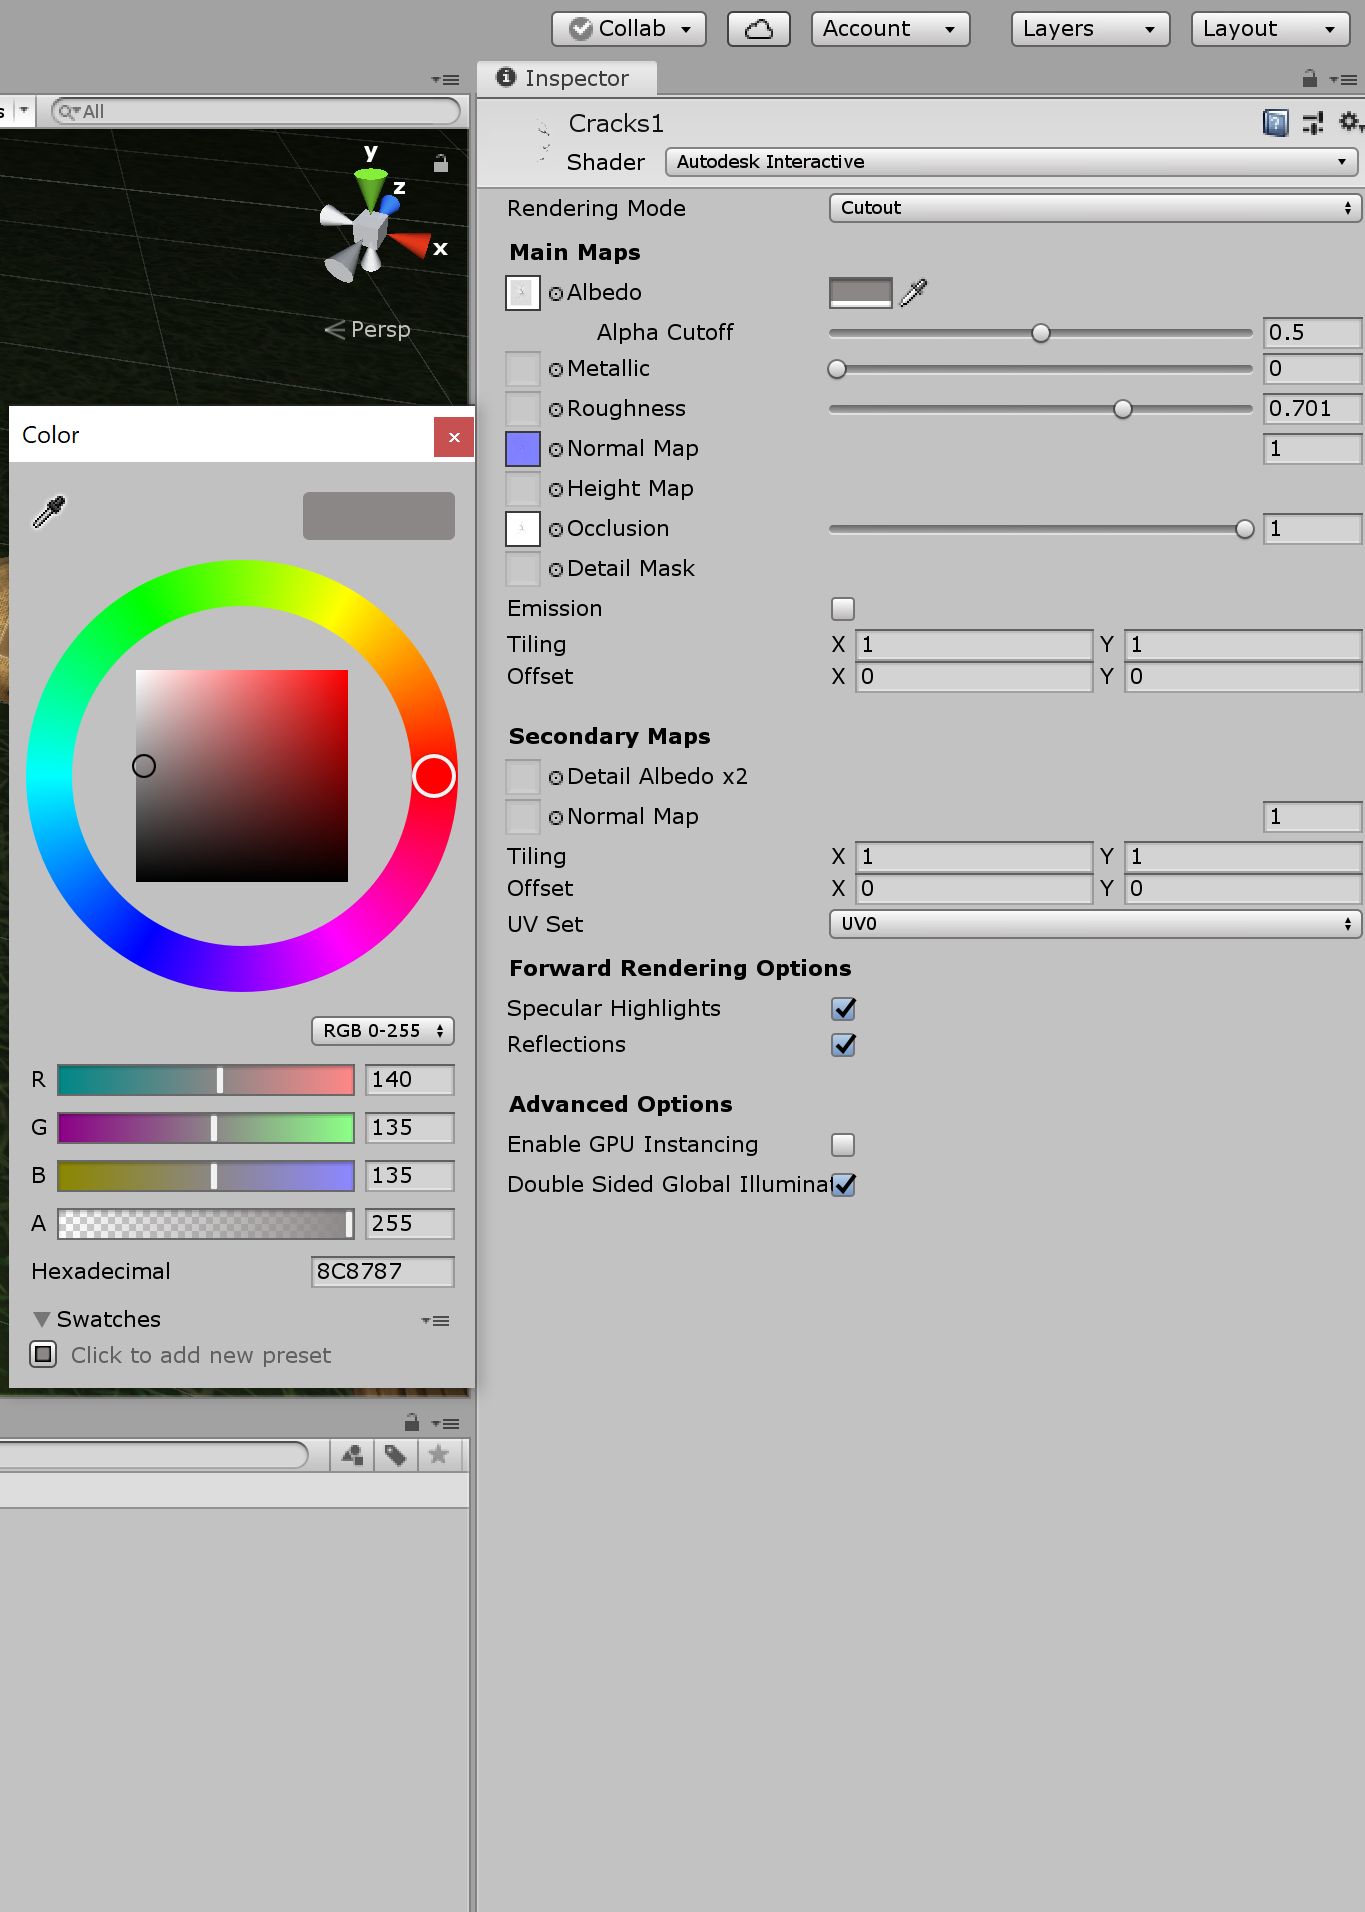 Collab
Account
Layers
Layout
Inspector
s
All
Cracks1
Shader
Autodesk Interactive
y
z
x
Persp
Rendering Mode
Cutout
Main Maps
Albedo
Alpha Cutoff
0.5
Metallic
0
Roughness
0.701
Normal Map
1
Height Map
Occlusion
1
Detail Mask
Emission
Tiling
X 1
Y 1
Offset
X 0
Y 0
Secondary Maps
Detail Albedo x2
Normal Map
1
Tiling
X 1
Y 1
Offset
X 0
Y 0
UV Set
UV0
Forward Rendering Options
Specular Highlights
Reflections
Advanced Options
Enable GPU Instancing
Double Sided Global Illuminat
Color
x
RGB 0-255
R
140
G
135
B
135
A
255
Hexadecimal
8C8787
Swatches
Click to add new preset